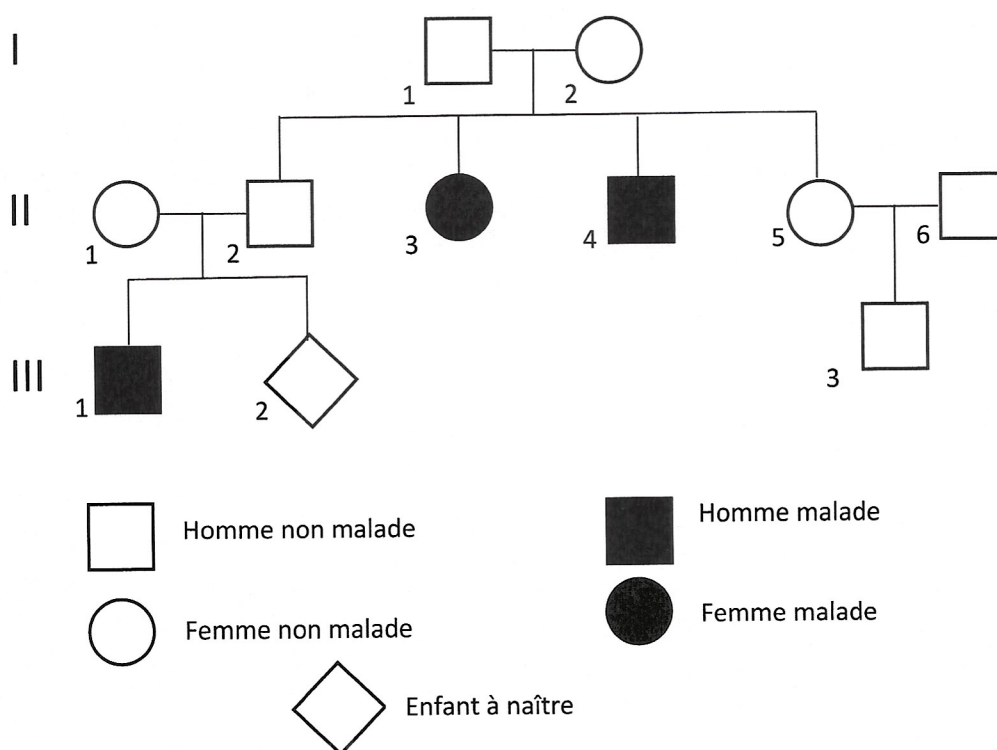 I
1 2
II
1 2 3 4 5 6
III
1 2 3
Homme non malade
Homme malade
Femme non malade
Femme malade
Enfant à naître